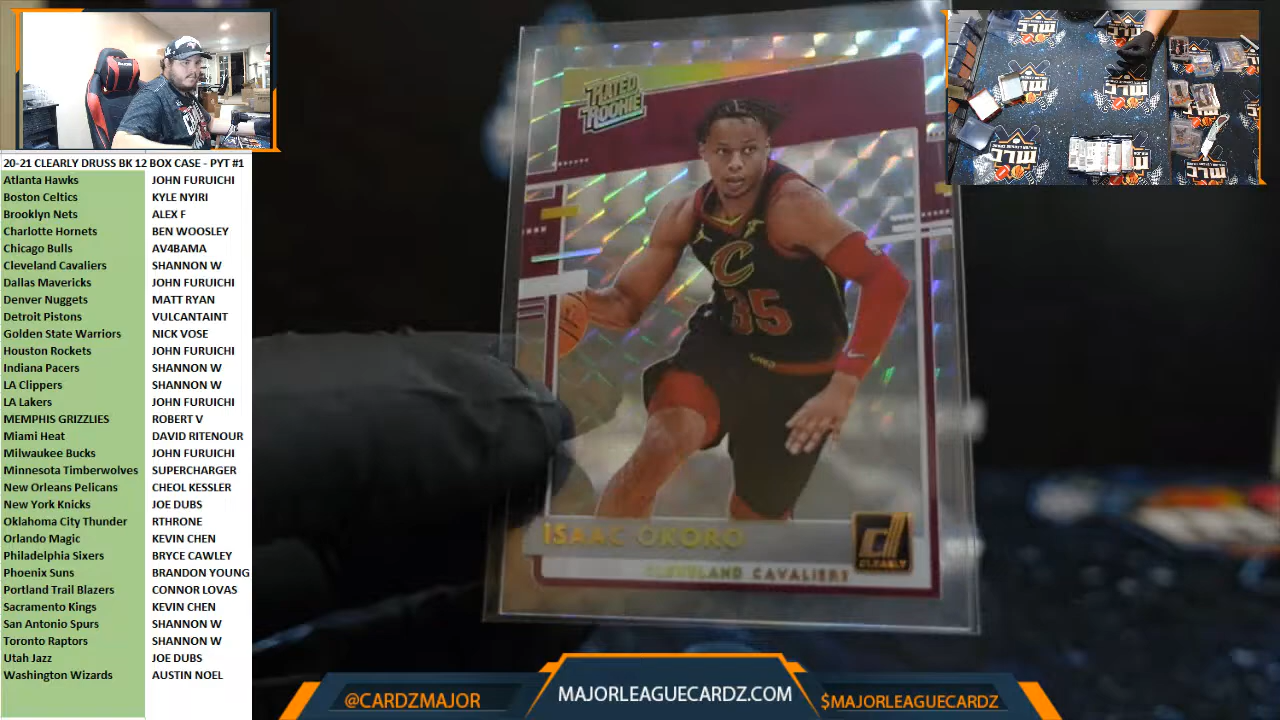 20-21 CLEARLY DRUSS BK 12 BOX CASE - PYT #1
Atlanta Hawks JOHN FURUICHI
Boston Celtics KYLE NYIRI
Brooklyn Nets ALEX F
Charlotte Hornets BEN WOOSLEY
Chicago Bulls AV4BAMA
Cleveland Cavaliers SHANNON W
Dallas Mavericks JOHN FURUICHI
Denver Nuggets MATT RYAN
Detroit Pistons VULCANTAINT
Golden State Warriors NICK VOSE
Houston Rockets JOHN FURUICHI
Indiana Pacers SHANNON W
LA Clippers SHANNON W
LA Lakers JOHN FURUICHI
MEMPHIS GRIZZLIES ROBERT V
Miami Heat DAVID RITENOUR
Milwaukee Bucks JOHN FURUICHI
Minnesota Timberwolves SUPERCHARGER
New Orleans Pelicans CHEOL KESSLER
New York Knicks JOE DUBS
Oklahoma City Thunder RTHRONE
Orlando Magic KEVIN CHEN
Philadelphia Sixers BRYCE CAWLEY
Phoenix Suns BRANDON YOUNG
Portland Trail Blazers CONNOR LOVAS
Sacramento Kings KEVIN CHEN
San Antonio Spurs SHANNON W
Toronto Raptors SHANNON W
Utah Jazz JOE DUBS
Washington Wizards AUSTIN NOEL
RATED
ROOKIE
C
35
ISAAC OKORO
CLEVELAND CAVALIERS
d
CLEARLY
MLC
MLC
MLC
MLC
@CARDZMAJOR
MAJORLEAGUECARDZ.COM
$MAJORLEAGUECARDZ